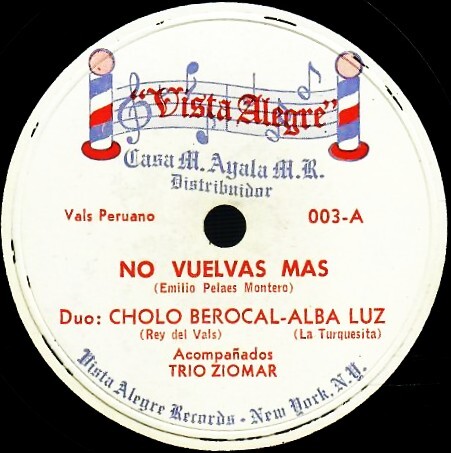 "Vista Alegre"
Casa M. Ayala M.R.
Distribuidor
Vals Peruano 003-A
NO VUELVAS MAS
(Emilio Pelaes Montero)
Duo: CHOLO BEROCAL-ALBA LUZ
(Rey del Vals) (La Turquesita)
Acompañados
TRIO ZIOMAR
Vista Alegre Records - New York, N.Y.